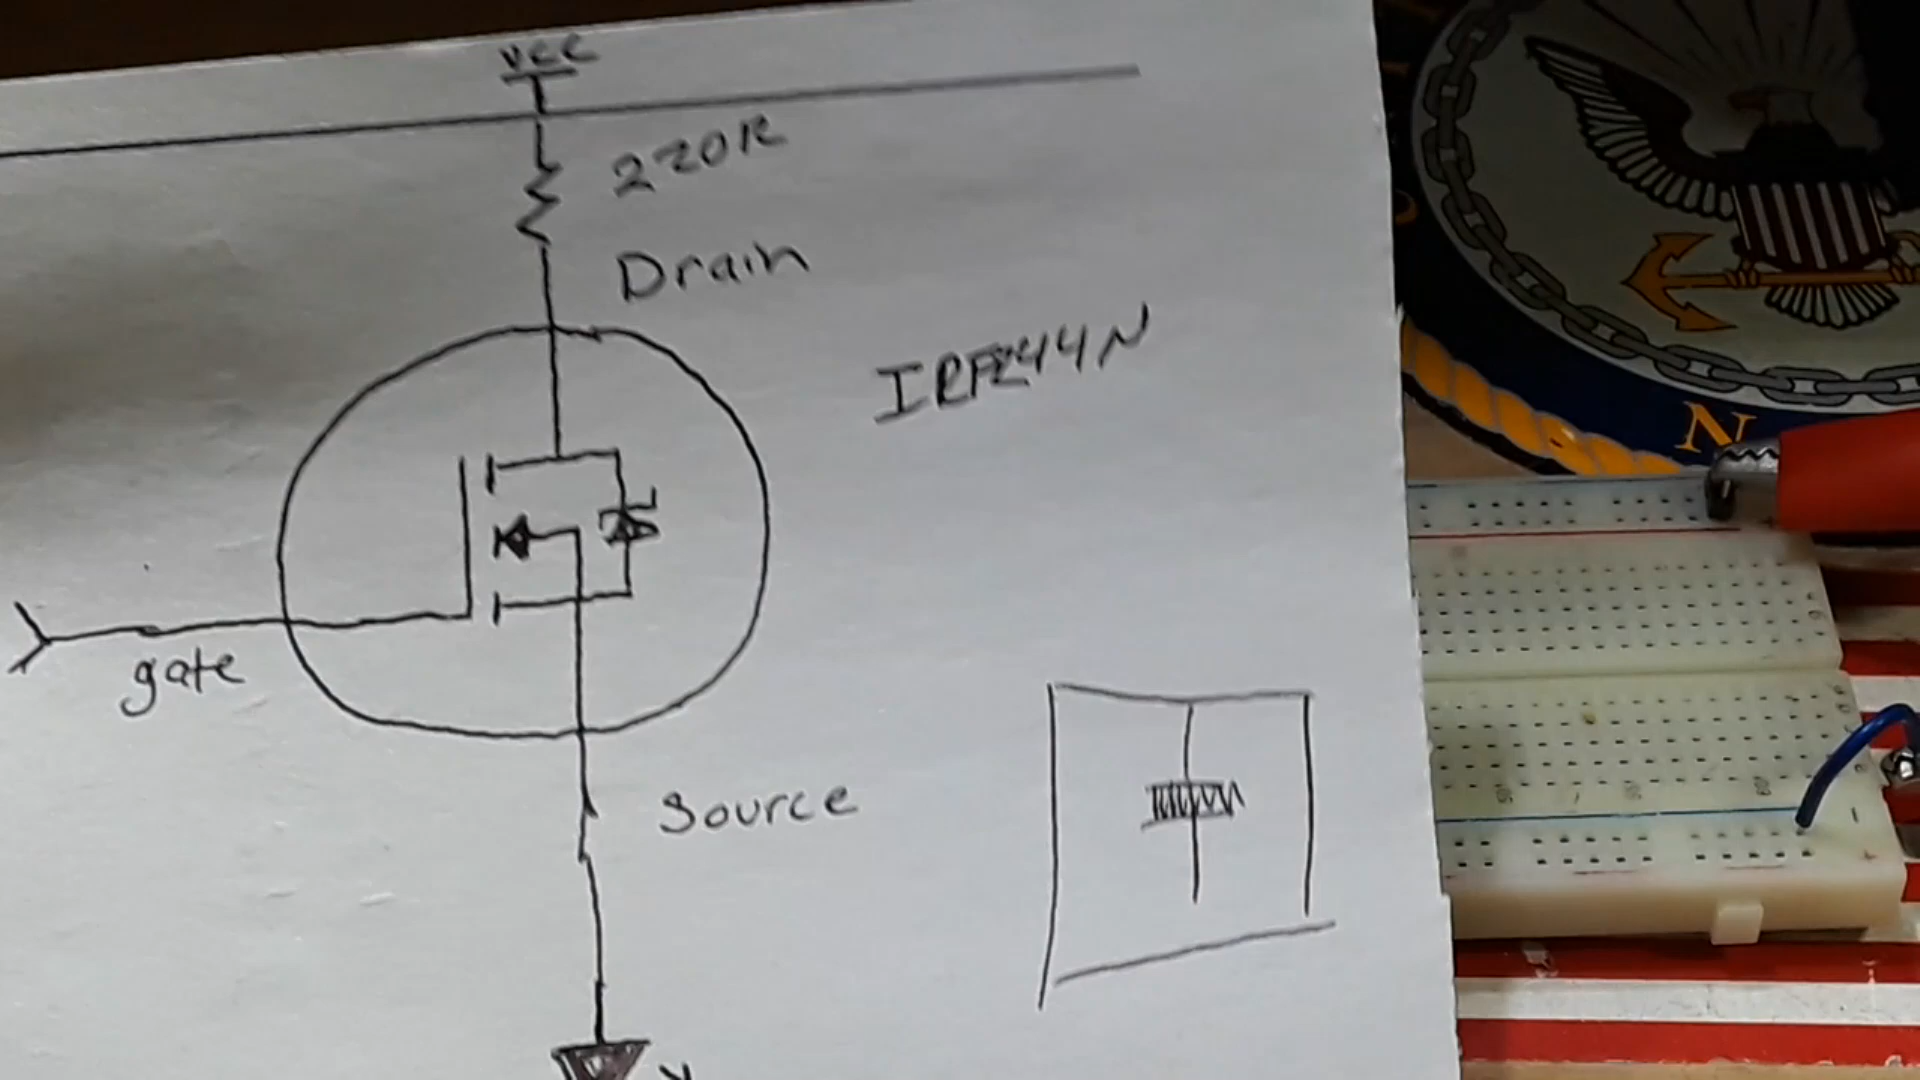 VCC
220R
Drain
IRFZ44N
gate
Source
N